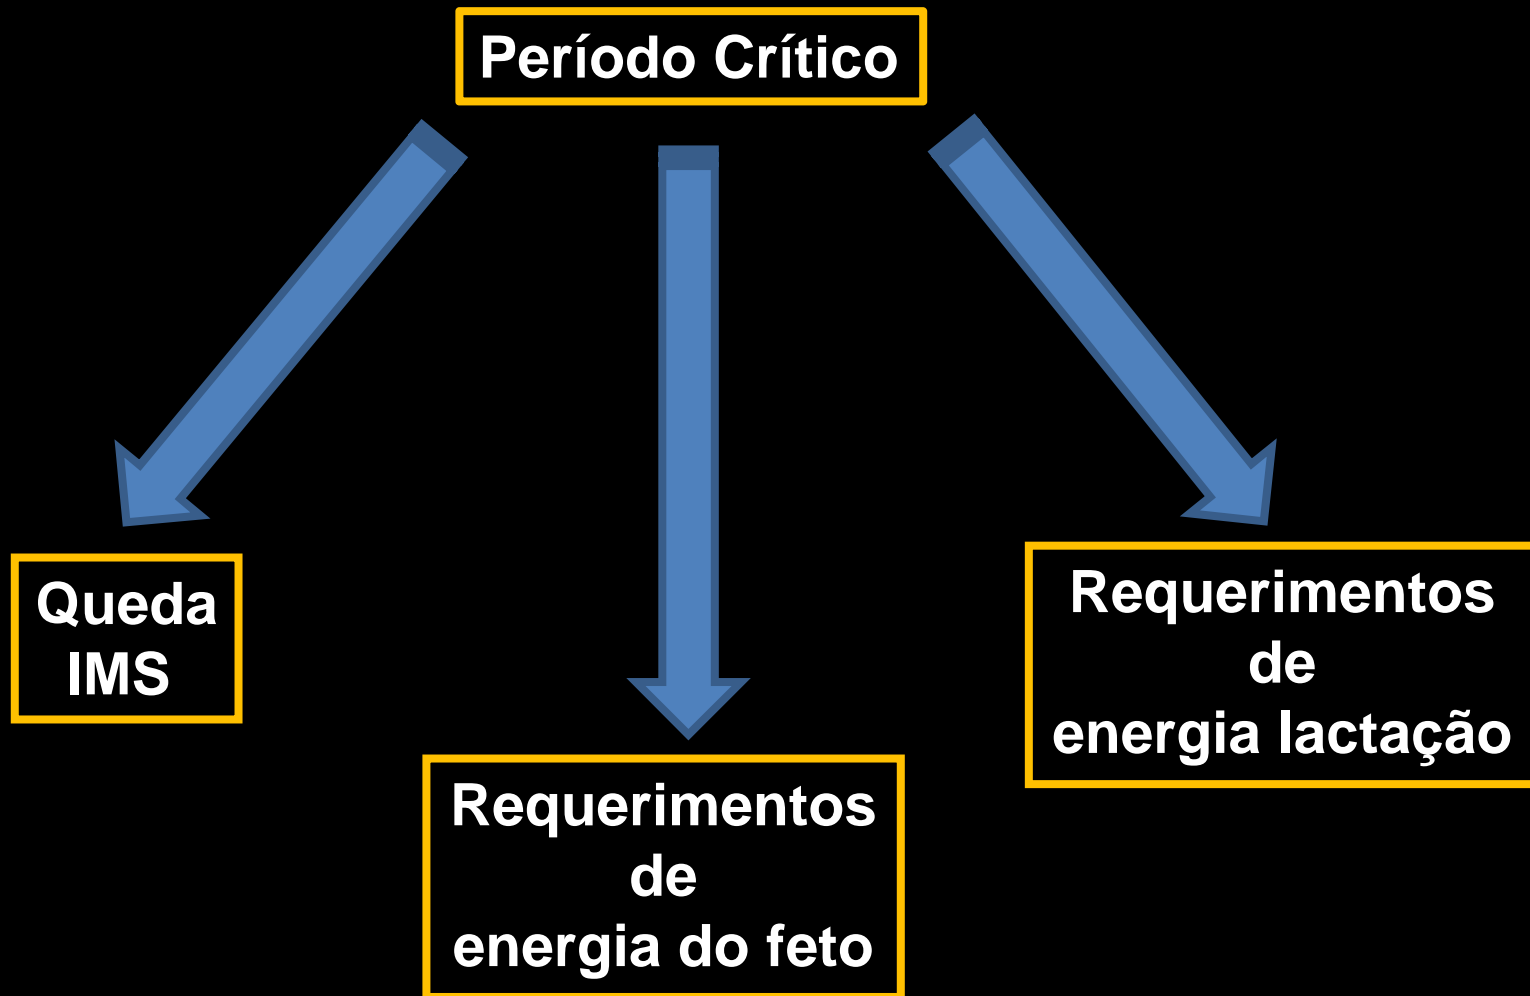 Período Crítico
Queda
IMS
Requerimentos
de
energia do feto
Requerimentos
de
energia lactação